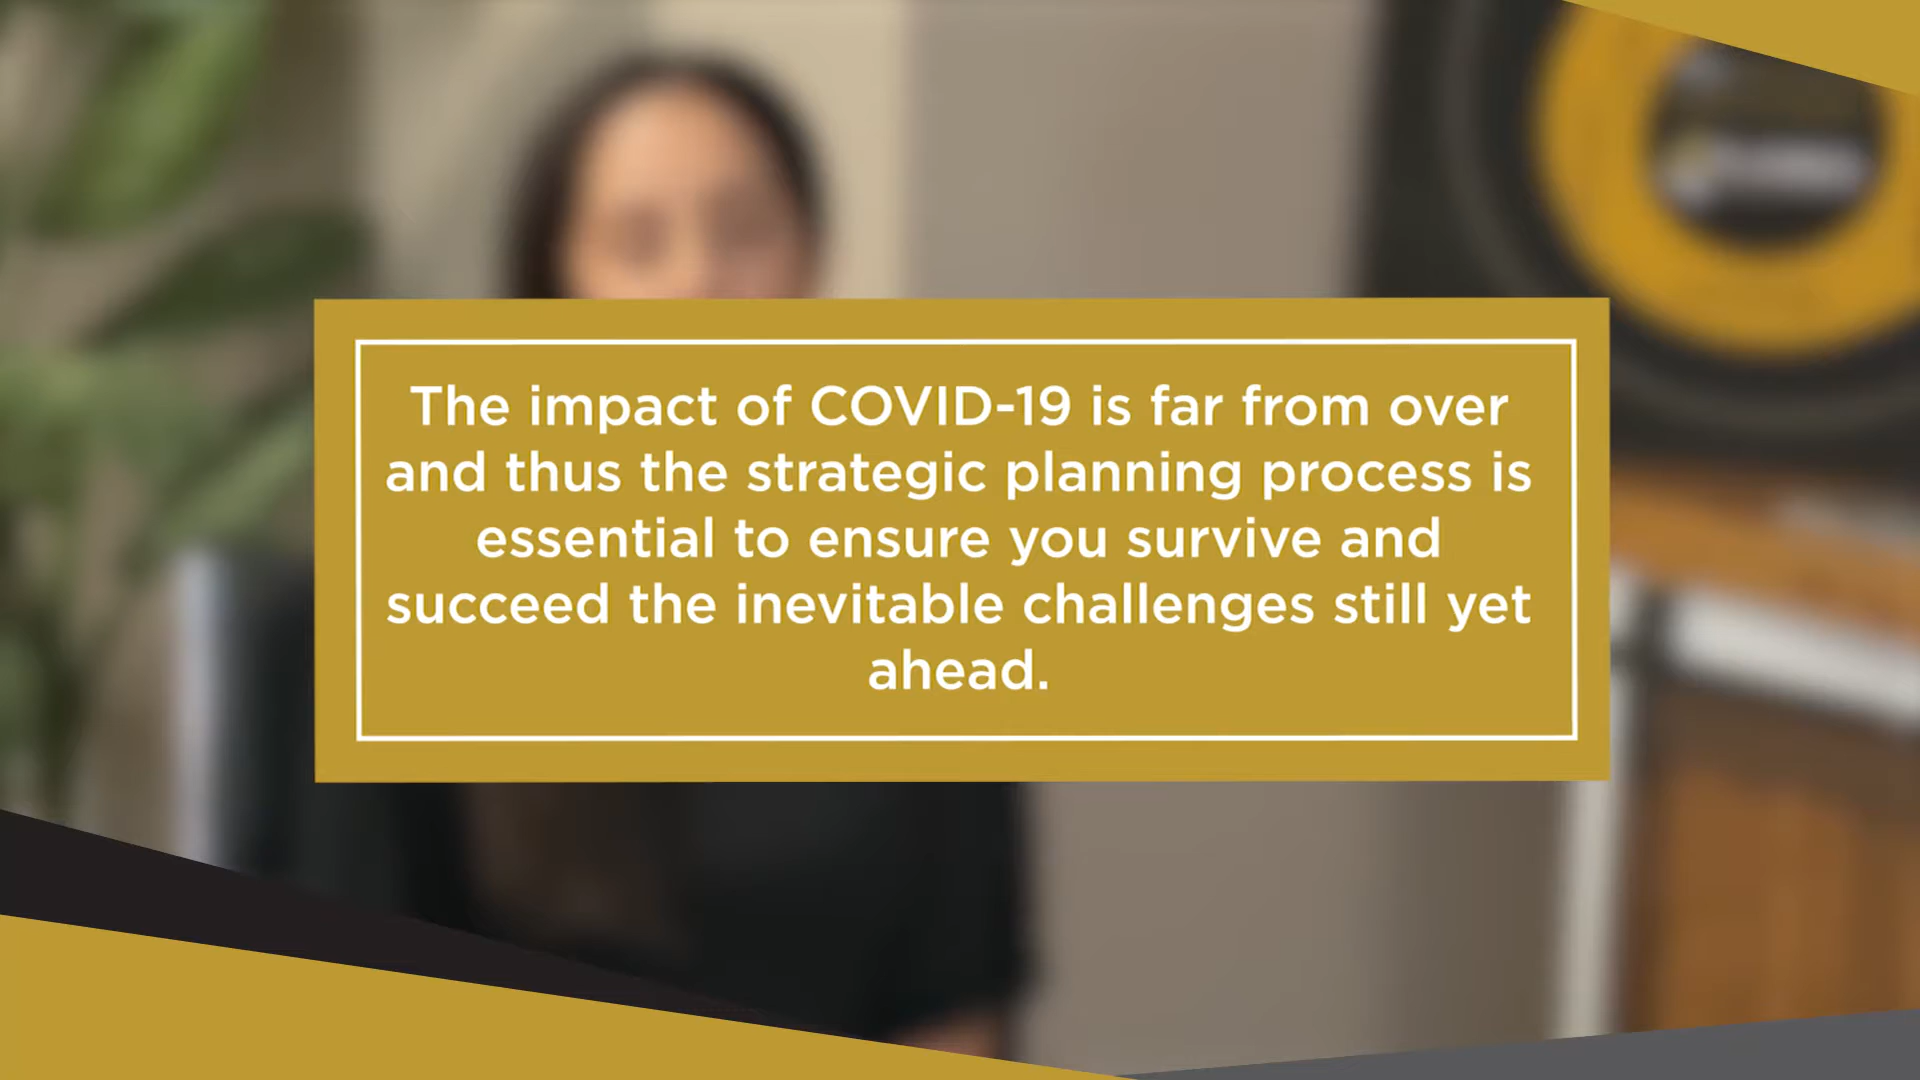 The impact of COVID-19 is far from over
and thus the strategic planning process is
essential to ensure you survive and
succeed the inevitable challenges still yet
ahead.